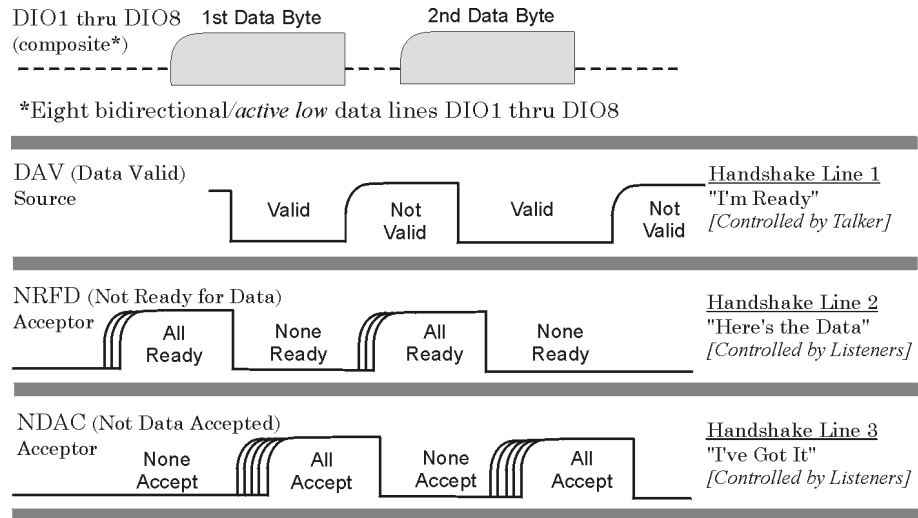 DIO1 thru DIO8
(composite*)
1st Data Byte
2nd Data Byte
*Eight bidirectional/active low data lines DIO1 thru DIO8
DAV (Data Valid)
Source
Valid
Not
Valid
Valid
Not
Valid
Handshake Line 1
"I'm Ready"
[Controlled by Talker]
NRFD (Not Ready for Data)
Acceptor
All
Ready
None
Ready
All
Ready
None
Ready
Handshake Line 2
"Here's the Data"
[Controlled by Listeners]
NDAC (Not Data Accepted)
Acceptor
None
Accept
All
Accept
None
Accept
All
Accept
Handshake Line 3
"I've Got It"
[Controlled by Listeners]